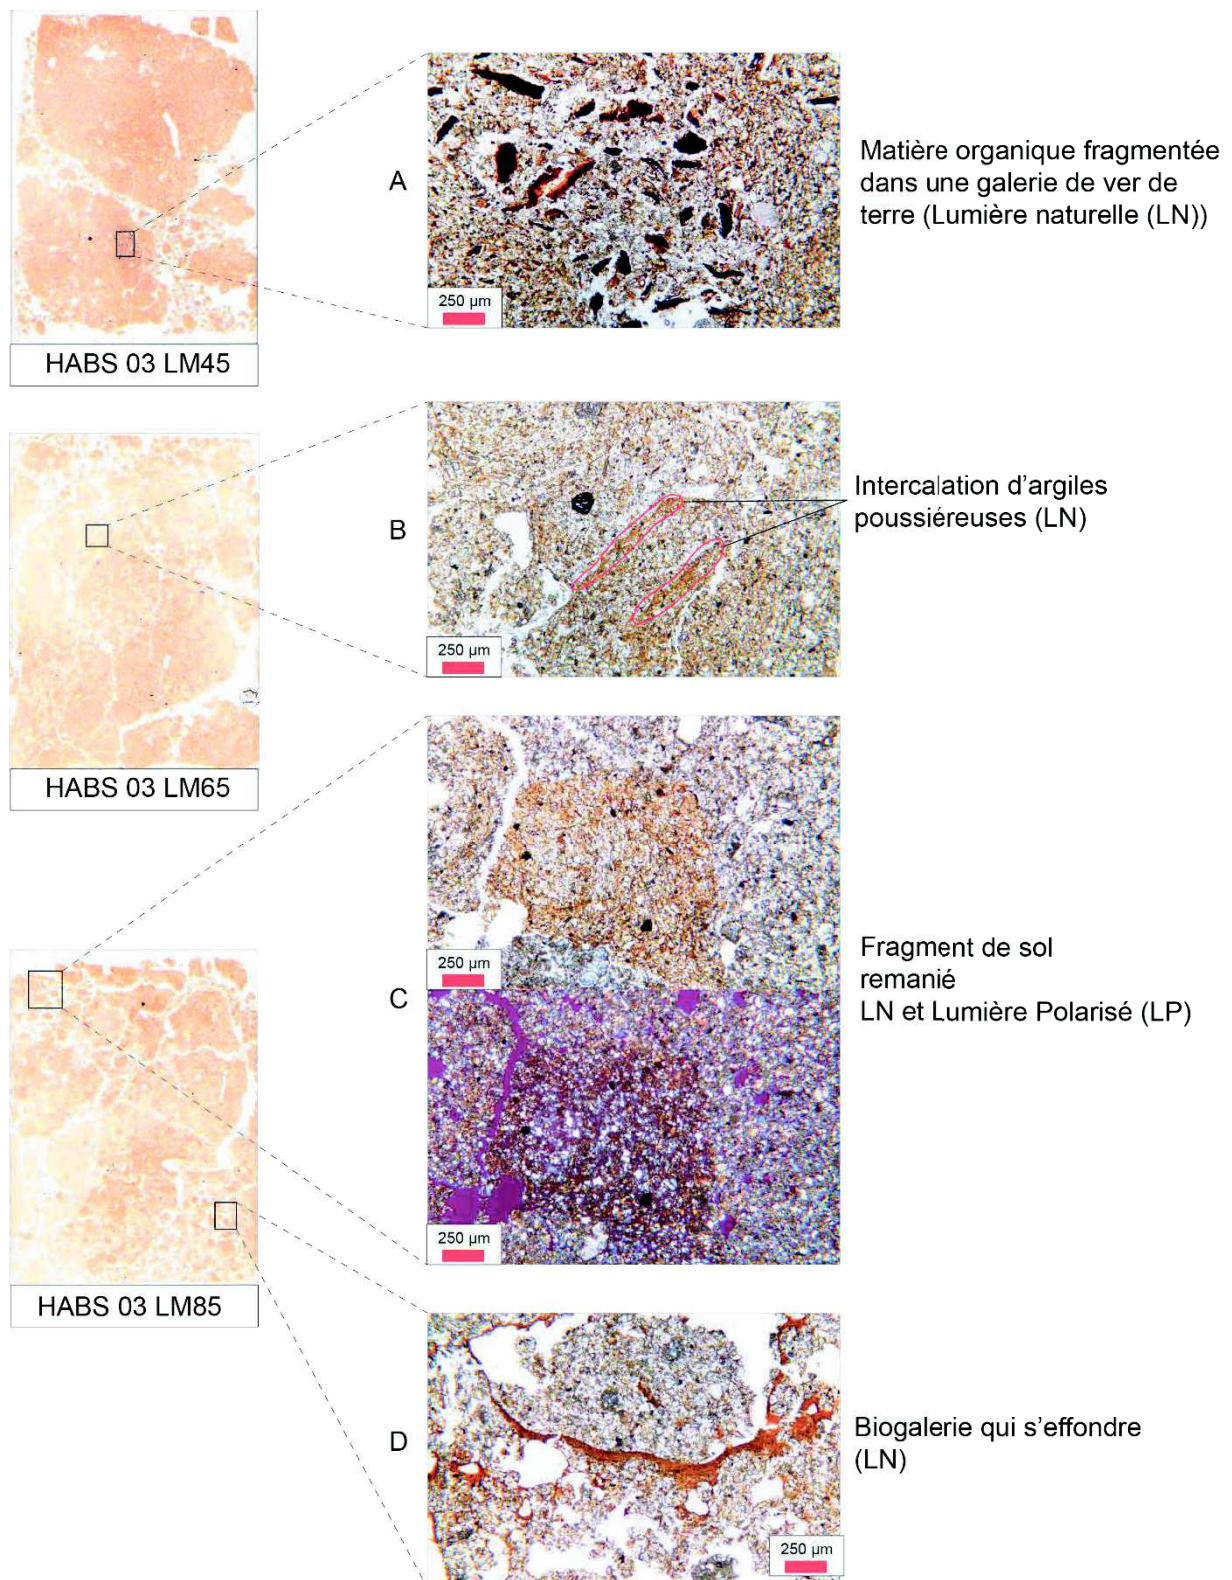 A
Matière organique fragmentée
dans une galerie de ver de
terre (Lumière naturelle (LN))
250 µm
HABS 03 LM45
B
Intercalation d'argiles
poussiéreuses (LN)
250 µm
HABS 03 LM65
250 µm
C
Fragment de sol
remanié
LN et Lumière Polarisé (LP)
250 µm
HABS 03 LM85
D
Biogalerie qui s'effondre
(LN)
250 µm